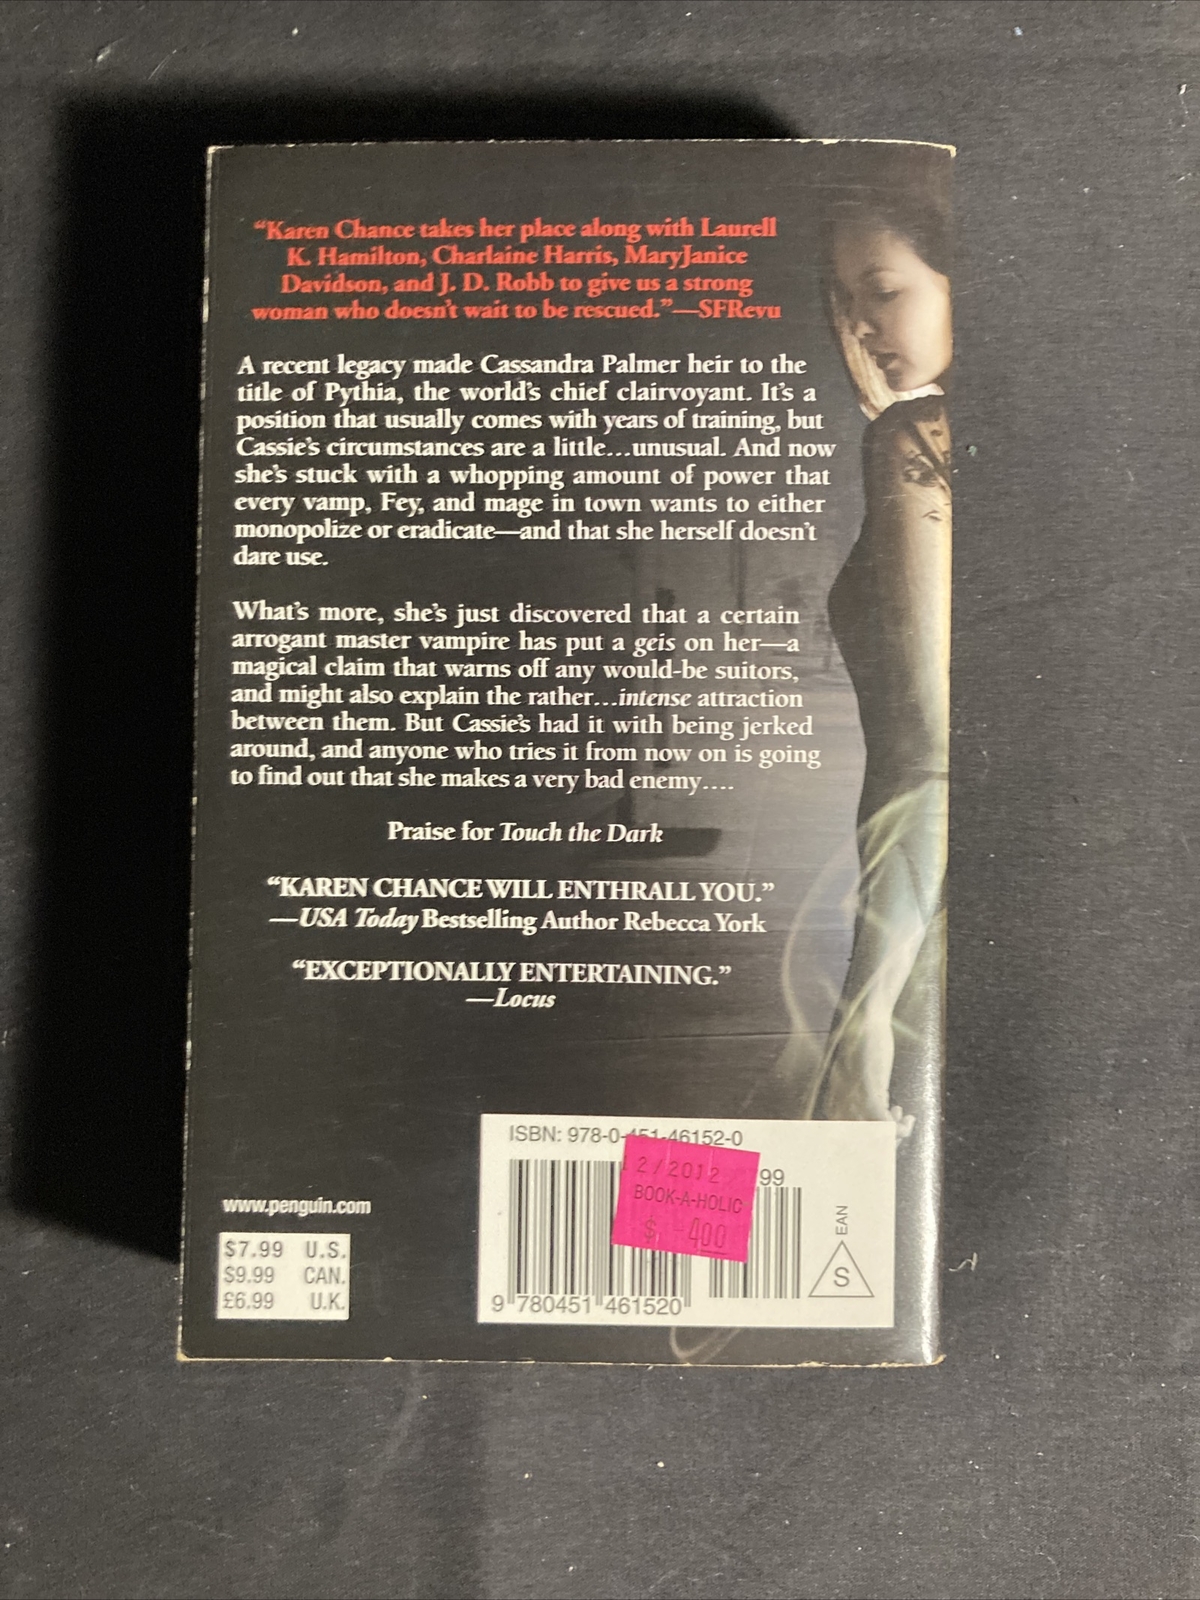 “Karen Chance takes her place along with Laurell
K. Hamilton, Charlaine Harris, MaryJanice
Davidson, and J. D. Robb to give us a strong
woman who doesn’t wait to be rescued.”—SFRevu
A recent legacy made Cassandra Palmer heir to the
title of Pythia, the world’s chief clairvoyant. It’s a
position that usually comes with years of training, but
Cassie’s circumstances are a little...unusual. And now
she’s stuck with a whopping amount of power that
every vamp, Fey, and mage in town wants to either
monopolize or eradicate—and that she herself doesn’t
dare use.
What’s more, she’s just discovered that a certain
arrogant master vampire has put a geis on her—a
magical claim that warns off any would-be suitors,
and might also explain the rather...intense attraction
between them. But Cassie’s had it with being jerked
around, and anyone who tries it from now on is going
to find out that she makes a very bad enemy....
Praise for Touch the Dark
“KAREN CHANCE WILL ENTHRALL YOU.”
—USA Today Bestselling Author Rebecca York
“EXCEPTIONALLY ENTERTAINING.”
—Locus
ISBN: 978-0-451-46152-0
2/2012
99
BOOK-A-HOLIC
$ 400
EAN
S
9 780451 461520
www.penguin.com
$7.99 U.S.
$9.99 CAN.
£6.99 U.K.